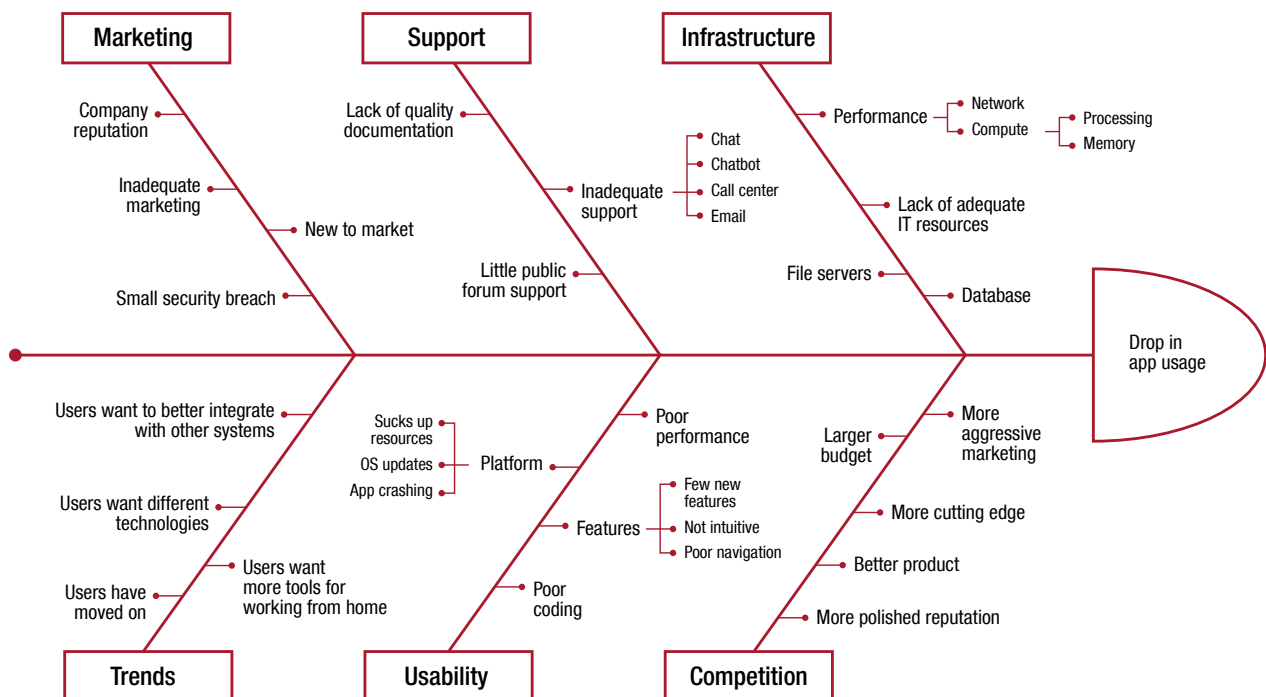 Marketing
Support
Infrastructure
Company
reputation
Inadequate
marketing
New to market
Small security breach
Lack of quality
documentation
Inadequate
support
Chat
Chatbot
Call center
Email
Little public
forum support
Performance
Network
Compute
Processing
Memory
Lack of adequate
IT resources
File servers
Database
Drop in
app usage
Users want to better integrate
with other systems
Users want different
technologies
Users want
more tools for
working from home
Users have
moved on
Poor
performance
Sucks up
resources
OS updates
App crashing
Platform
Features
Few new
features
Not intuitive
Poor navigation
Poor
coding
More
aggressive
marketing
Larger
budget
More cutting edge
Better product
More polished reputation
Trends
Usability
Competition